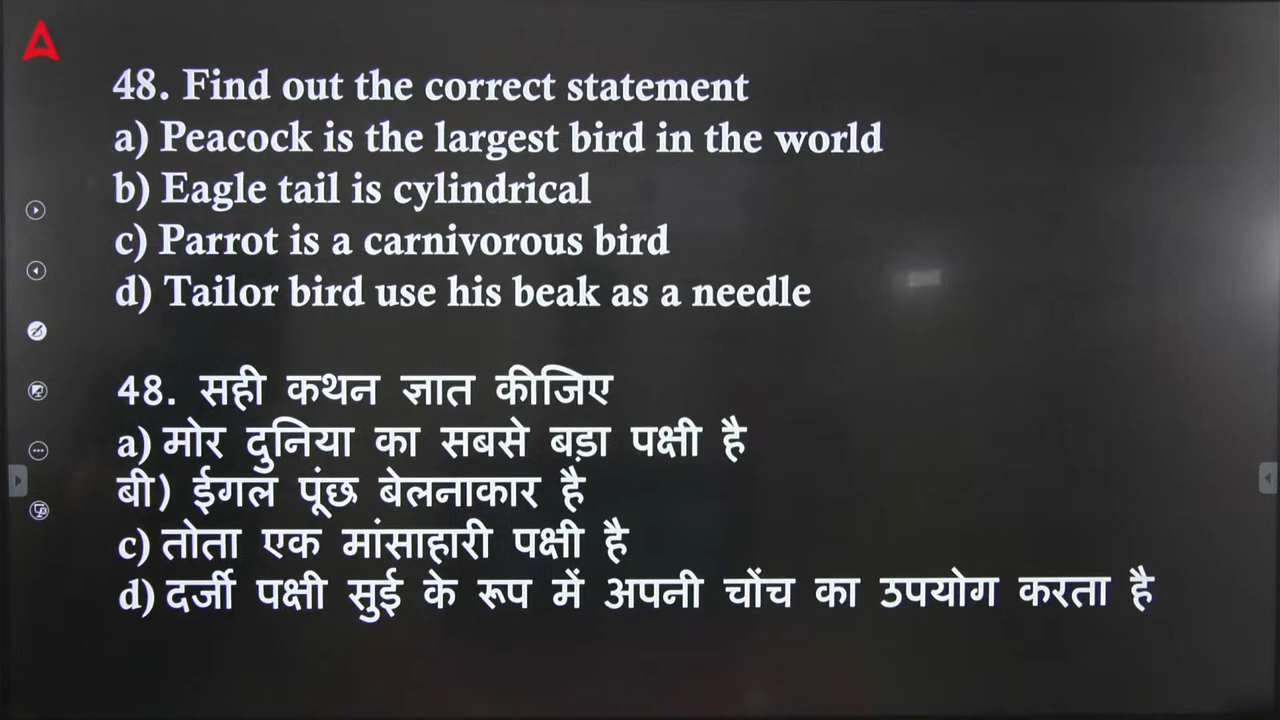 48. Find out the correct statement
a) Peacock is the largest bird in the world
b) Eagle tail is cylindrical
c) Parrot is a carnivorous bird
d) Tailor bird use his beak as a needle
48. सही कथन ज्ञात कीजिए
a) मोर दुनिया का सबसे बड़ा पक्षी है
बी) ईगल पूंछ बेलनाकार है
c) तोता एक मांसाहारी पक्षी है
d) दर्जी पक्षी सुई के रूप में अपनी चोंच का उपयोग करता है